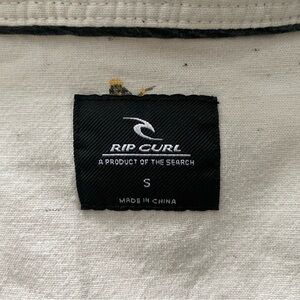 RIP CURL
A PRODUCT OF THE SEARCH
S
MADE IN CHINA